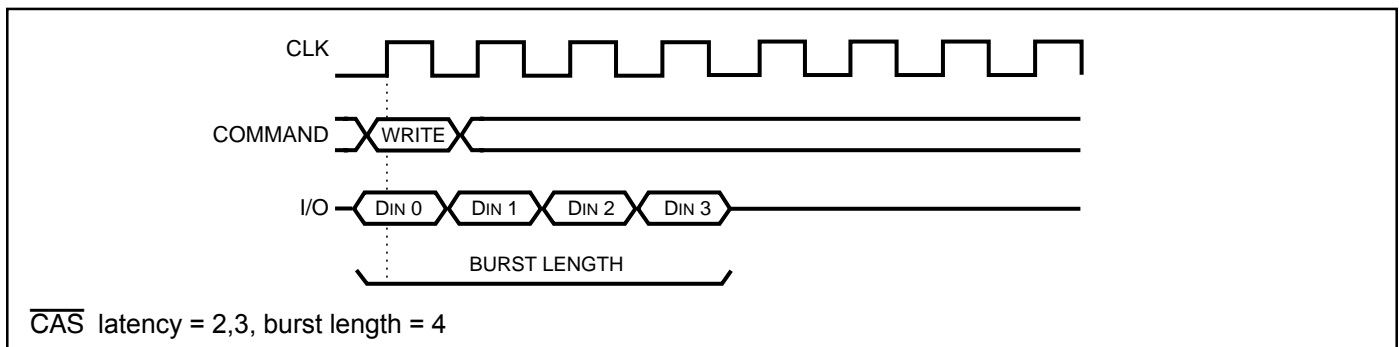 CLK
COMMAND WRITE
I/O DIN 0 DIN 1 DIN 2 DIN 3
BURST LENGTH
CAS latency = 2,3, burst length = 4